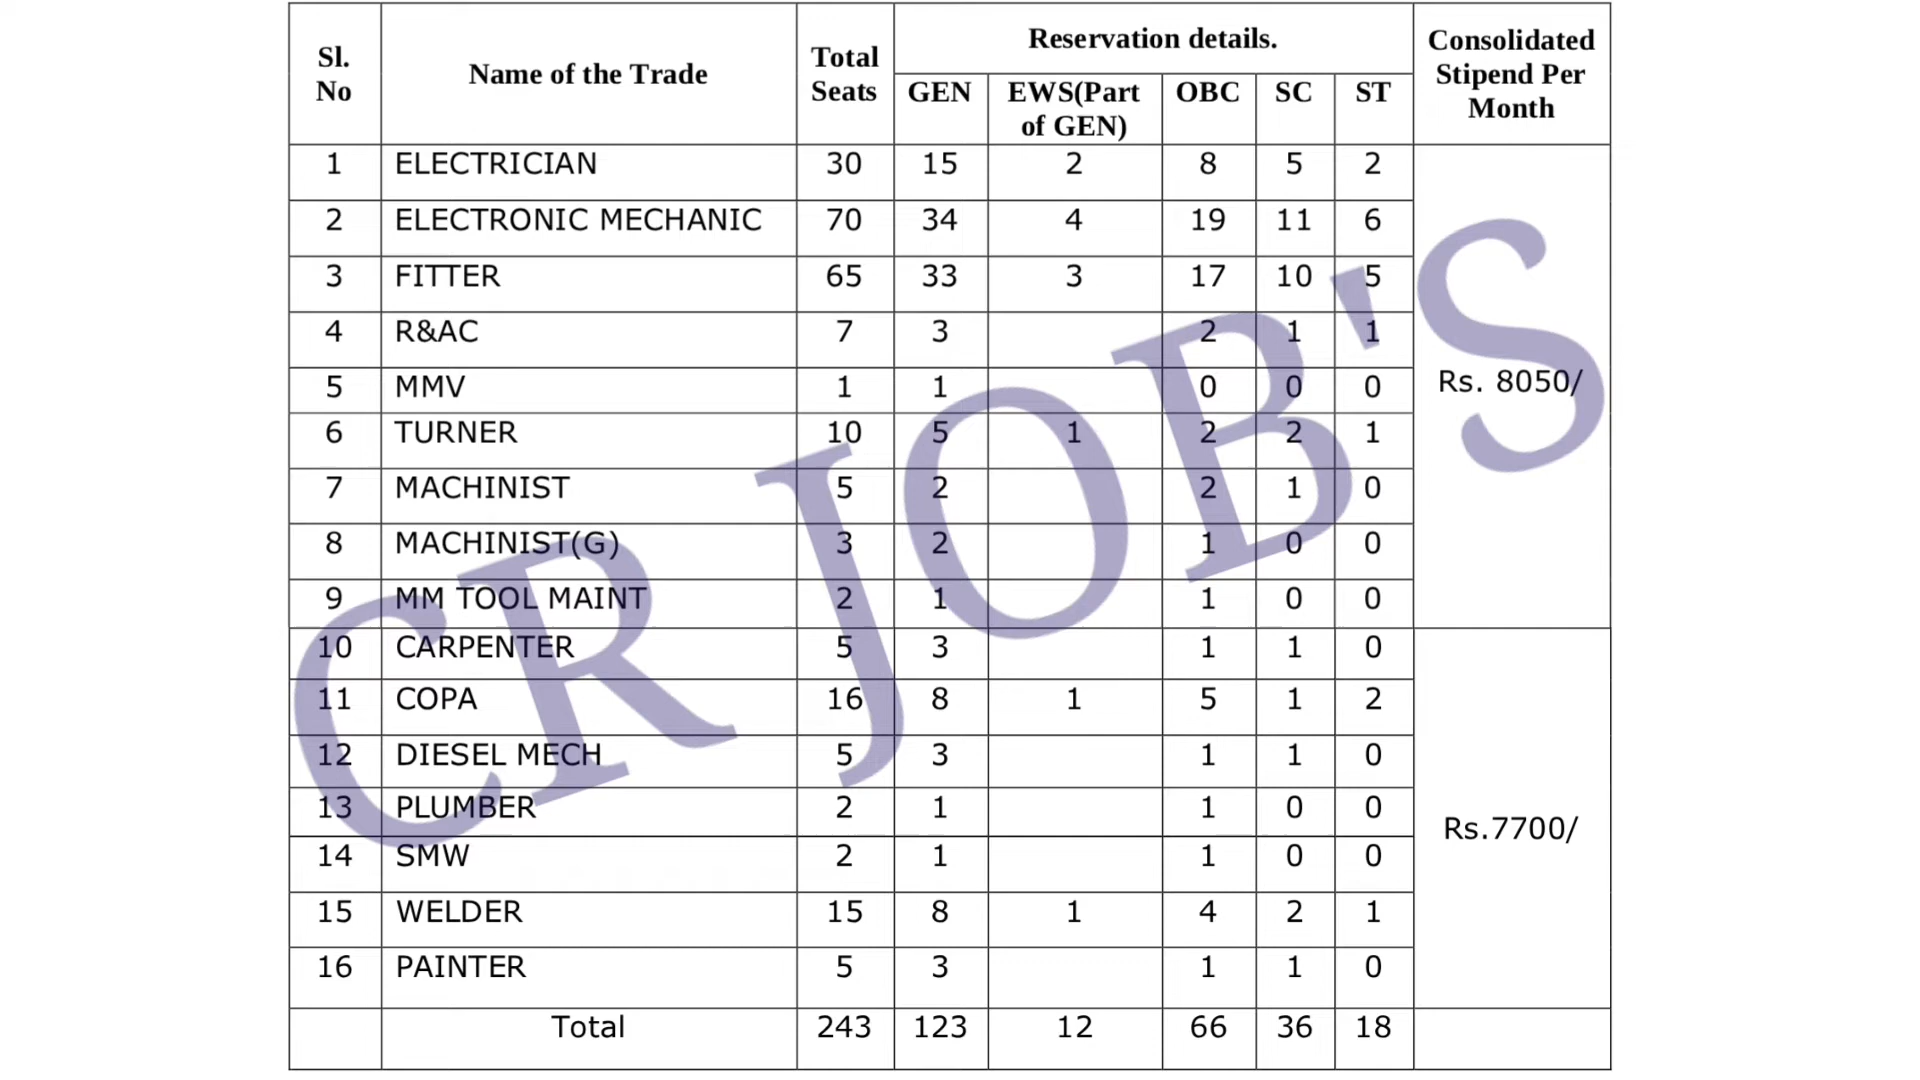 Sl. No | Name of the Trade | Total Seats | Reservation details. | Consolidated Stipend Per Month
GEN | EWS(Part of GEN) | OBC | SC | ST
1 | ELECTRICIAN | 30 | 15 | 2 | 8 | 5 | 2
2 | ELECTRONIC MECHANIC | 70 | 34 | 4 | 19 | 11 | 6
3 | FITTER | 65 | 33 | 3 | 17 | 10 | 5
4 | R&AC | 7 | 3 | | 2 | 1 | 1
5 | MMV | 1 | 1 | | 0 | 0 | 0 | Rs. 8050/
6 | TURNER | 10 | 5 | 1 | 2 | 2 | 1
7 | MACHINIST | 5 | 2 | | 2 | 1 | 0
8 | MACHINIST(G) | 3 | 2 | | 1 | 0 | 0
9 | MM TOOL MAINT | 2 | 1 | | 1 | 0 | 0
10 | CARPENTER | 5 | 3 | | 1 | 1 | 0
11 | COPA | 16 | 8 | 1 | 5 | 1 | 2
12 | DIESEL MECH | 5 | 3 | | 1 | 1 | 0
13 | PLUMBER | 2 | 1 | | 1 | 0 | 0 | Rs.7700/
14 | SMW | 2 | 1 | | 1 | 0 | 0
15 | WELDER | 15 | 8 | 1 | 4 | 2 | 1
16 | PAINTER | 5 | 3 | | 1 | 1 | 0
Total | 243 | 123 | 12 | 66 | 36 | 18
CR JOB'S